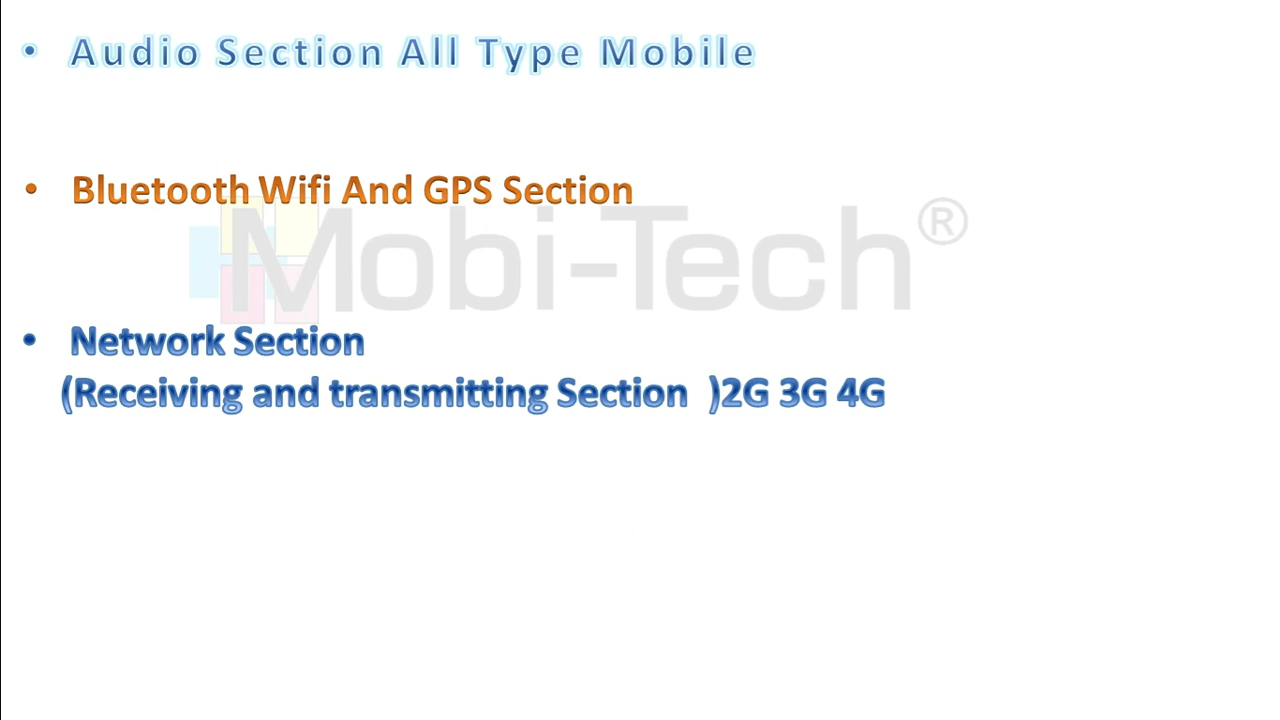 • Audio Section All Type Mobile
• Bluetooth Wifi And GPS Section
Mobi-Tech®
• Network Section
(Receiving and transmitting Section  )2G 3G 4G